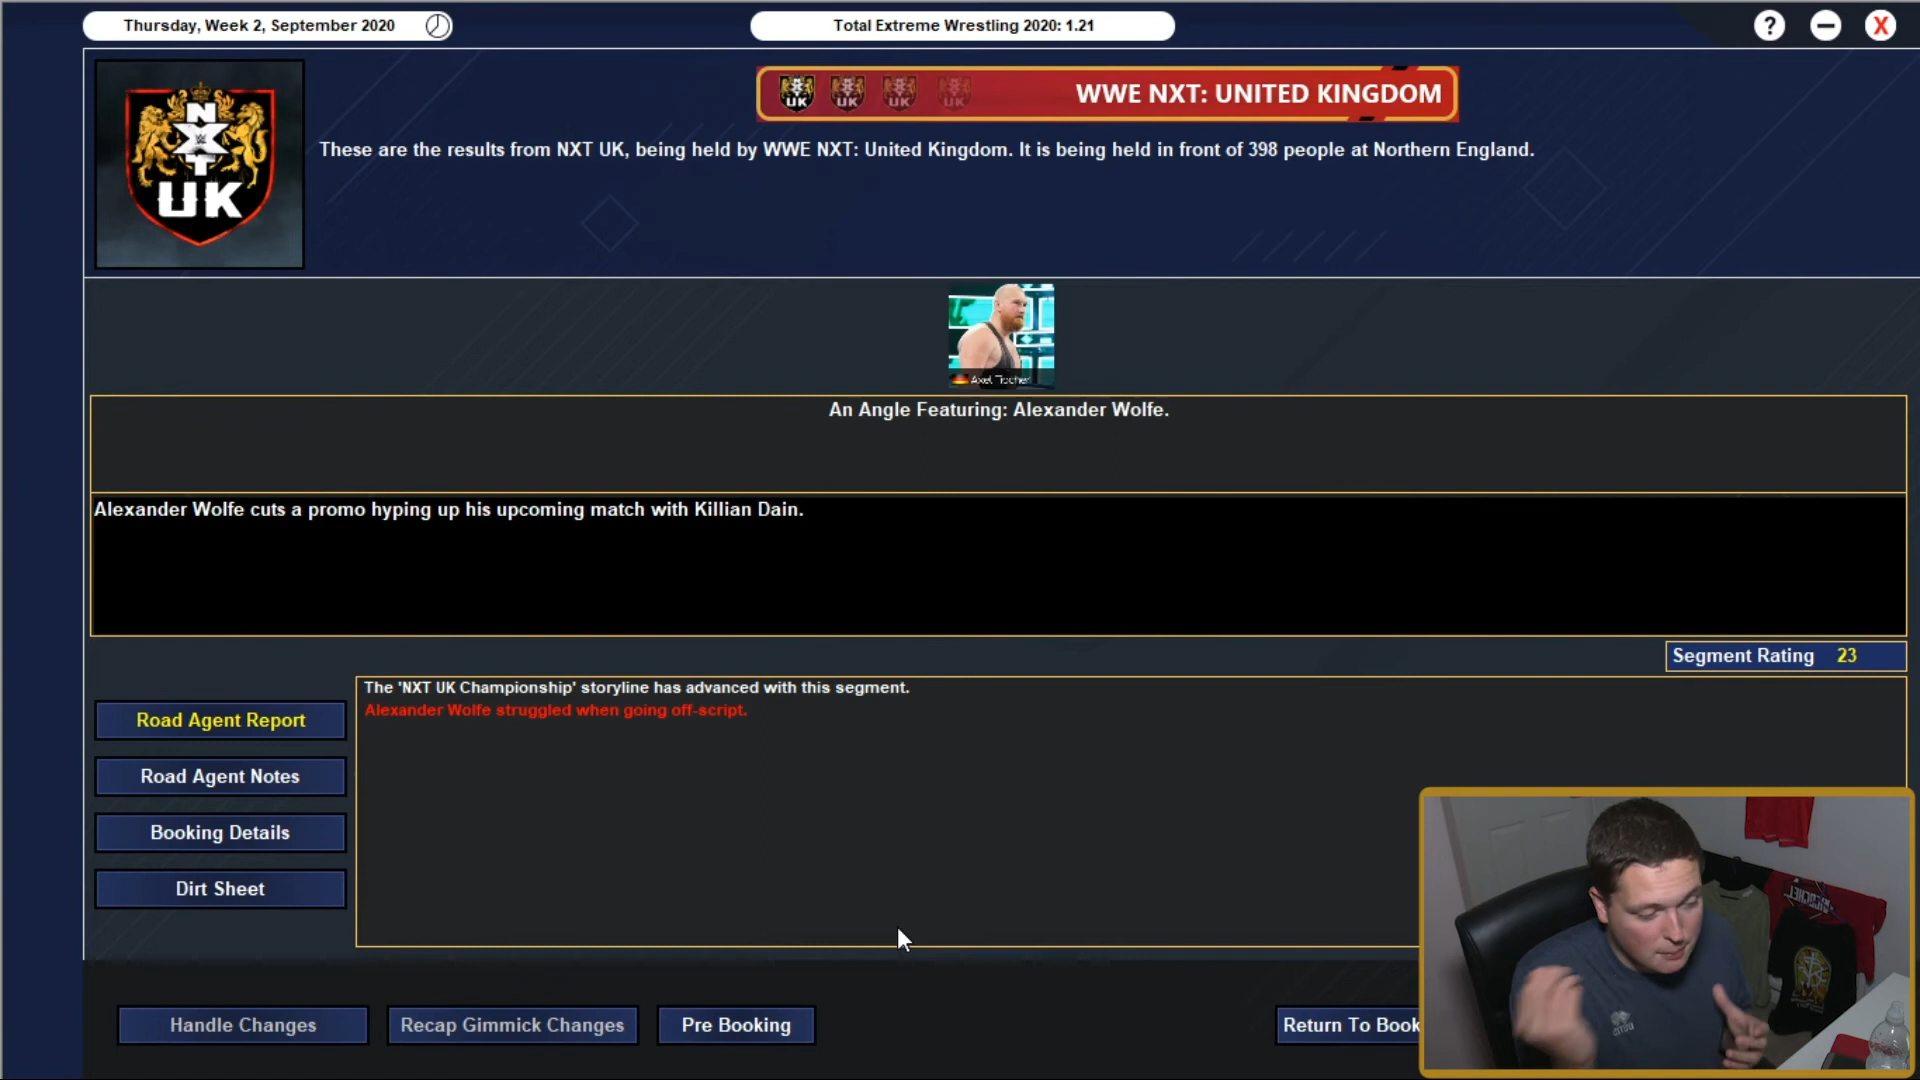 Thursday, Week 2, September 2020
Total Extreme Wrestling 2020: 1.21
?
X
N
X
T
UK
UK
UK
UK
UK
WWE NXT: UNITED KINGDOM
These are the results from NXT UK, being held by WWE NXT: United Kingdom. It is being held in front of 398 people at Northern England.
An Angle Featuring: Alexander Wolfe.
Alexander Wolfe cuts a promo hyping up his upcoming match with Killian Dain.
Segment Rating 23
The 'NXT UK Championship' storyline has advanced with this segment.
Alexander Wolfe struggled when going off-script.
Road Agent Report
Road Agent Notes
Booking Details
Dirt Sheet
Handle Changes
Recap Gimmick Changes
Pre Booking
Return To Book